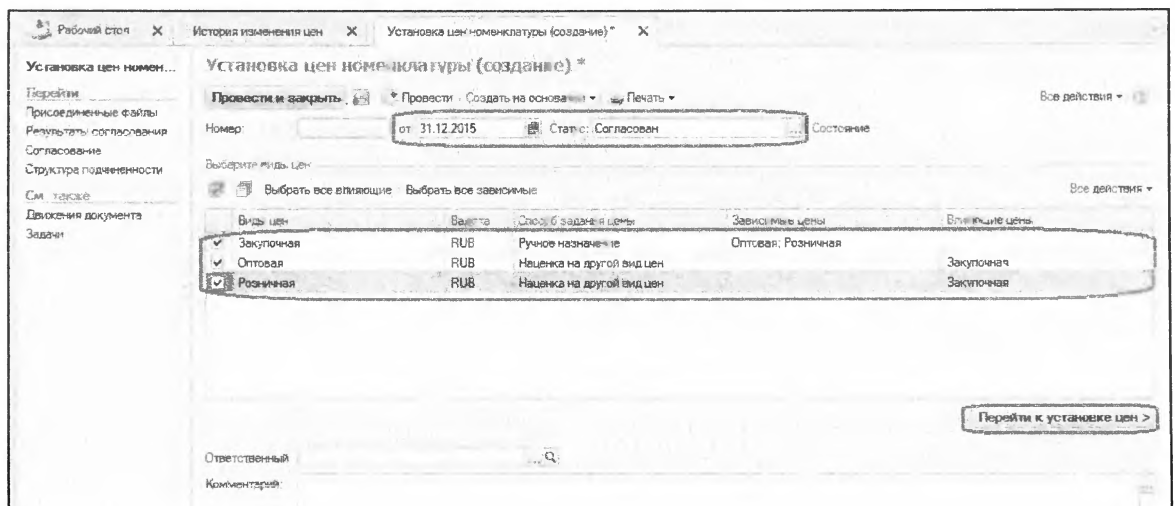 Рабочий стол
История изменения цен
Установка цен номенклатуры (создание) *
Установка цен номен...
Установка цен номенклатуры (создание) *
Перейти
Присоединенные файлы
Результаты согласования
Согласование
Структура подчиненности
См. также
Движения документа
Задачи
Провести и закрыть Провести Создать на основании Печать Все действия
Номер: от 31.12.2015 Статус: Согласован ... Состояние
Выберите виды цен
Выбрать все влияющие Выбрать все зависимые Все действия
Виды цен Валюта Способ задания цены Зависимые цены Влияющие цены
Закупочная RUB Ручное назначение Оптовая; Розничная
Оптовая RUB Наценка на другой вид цен Закупочная
Розничная RUB Наценка на другой вид цен Закупочная
Перейти к установке цен >
Ответственный ...
Комментарий: